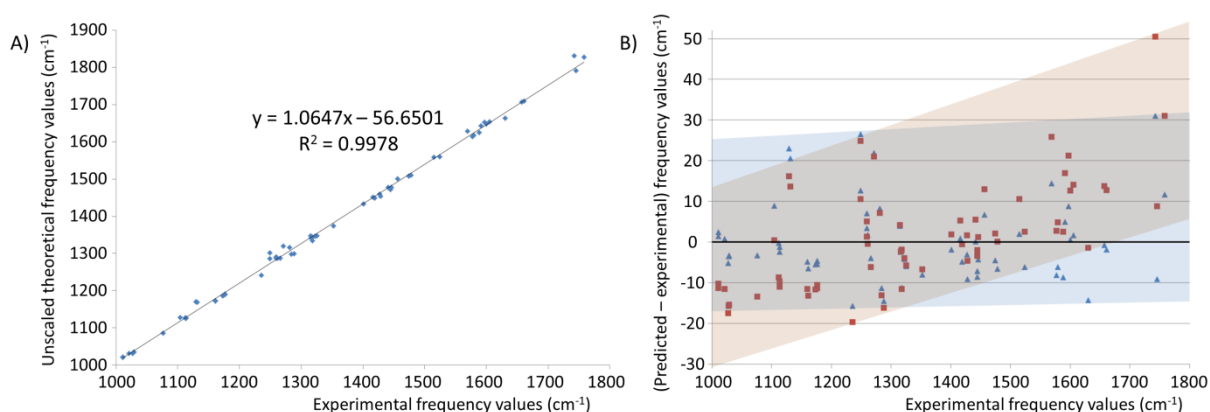 A)
Unscaled theoretical frequency values (cm⁻¹)
1900
1800
1700
1600
1500
1400
1300
1200
1100
1000
y = 1.0647x – 56.6501
R² = 0.9978
1000 1100 1200 1300 1400 1500 1600 1700 1800
Experimental frequency values (cm⁻¹)
B)
(Predicted – experimental) frequency values (cm⁻¹)
50
40
30
20
10
0
-10
-20
-30
1000 1100 1200 1300 1400 1500 1600 1700 1800
Experimental frequency values (cm⁻¹)